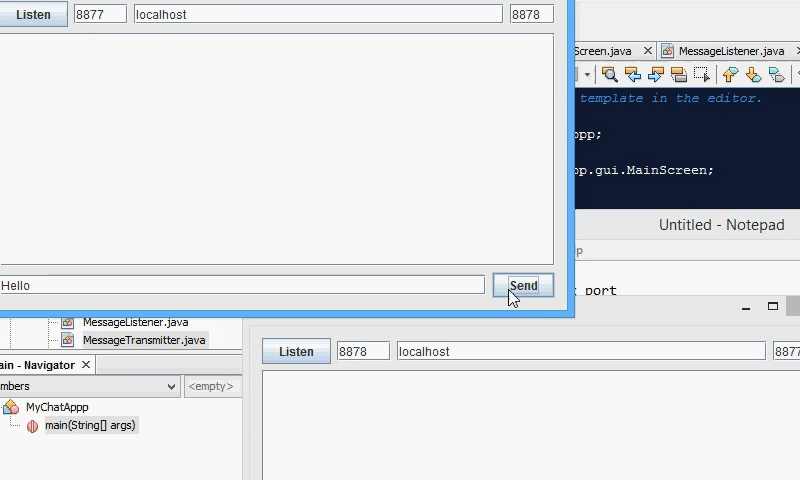 Listen 8877 localhost 8878
Screen.java MessageListener.java
template in the editor.
ppp;
pp.gui.MainScreen;
Untitled - Notepad
Hello Send
port
MessageListener.java
MessageTransmitter.java
Listen 8878 localhost 8877
ain - Navigator
mbers <empty>
MyChatAppp
main(String[] args)